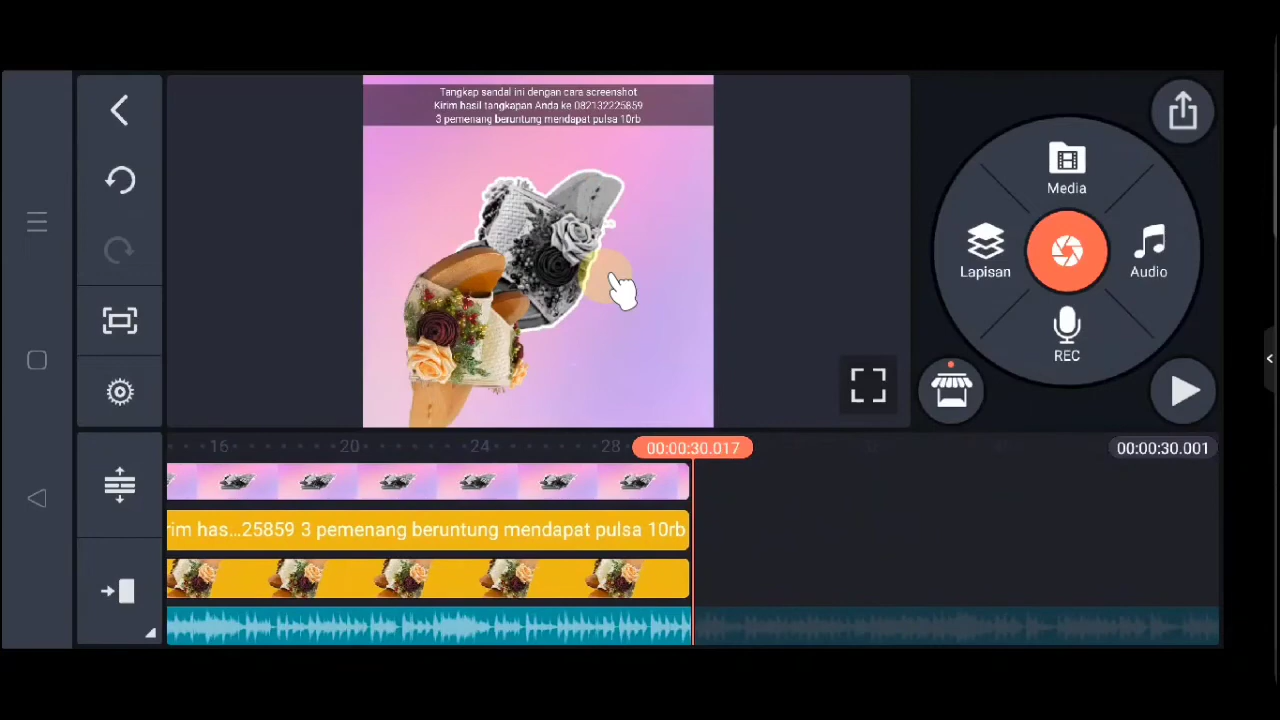 Tangkap sandal ini dengan cara screenshot
Kirim hasil tangkapan Anda ke 082132225859
3 pemenang beruntung mendapat pulsa 10rb
Media
Lapisan
Audio
REC
16
20
24
28
00:00:30.017
00:00:30.001
rim has...25859 3 pemenang beruntung mendapat pulsa 10rb